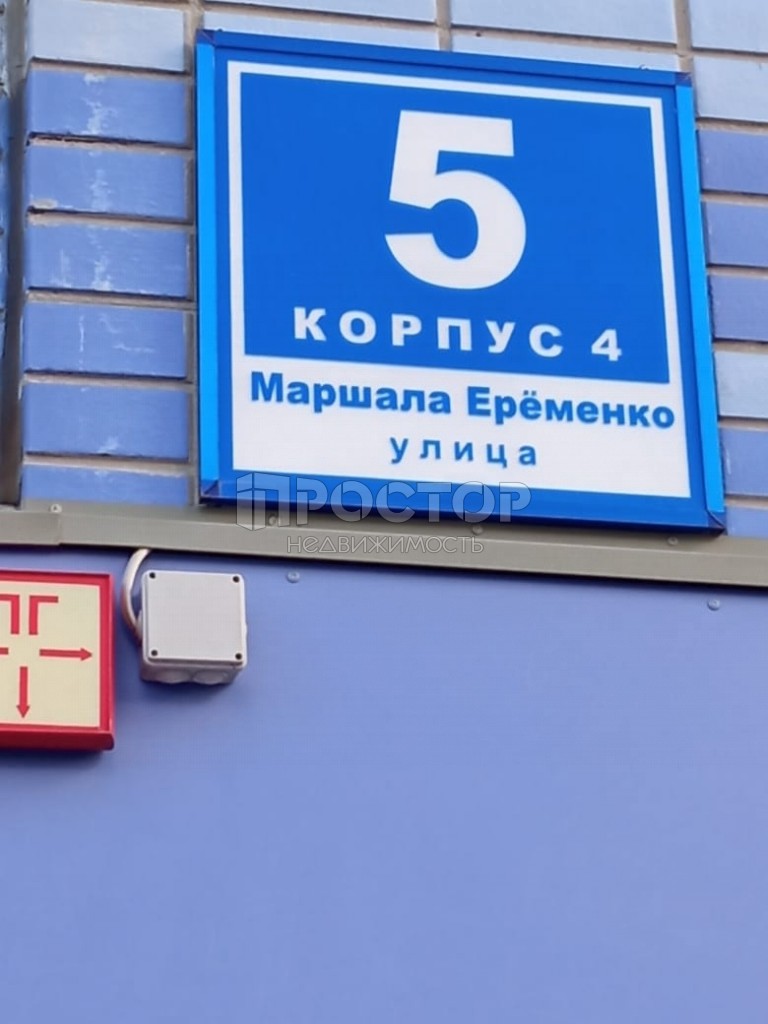 5
КОРПУС 4
Маршала Ерёменко
улица
ПРОСТОР
НЕДВИЖИМОСТЬ
ПГ